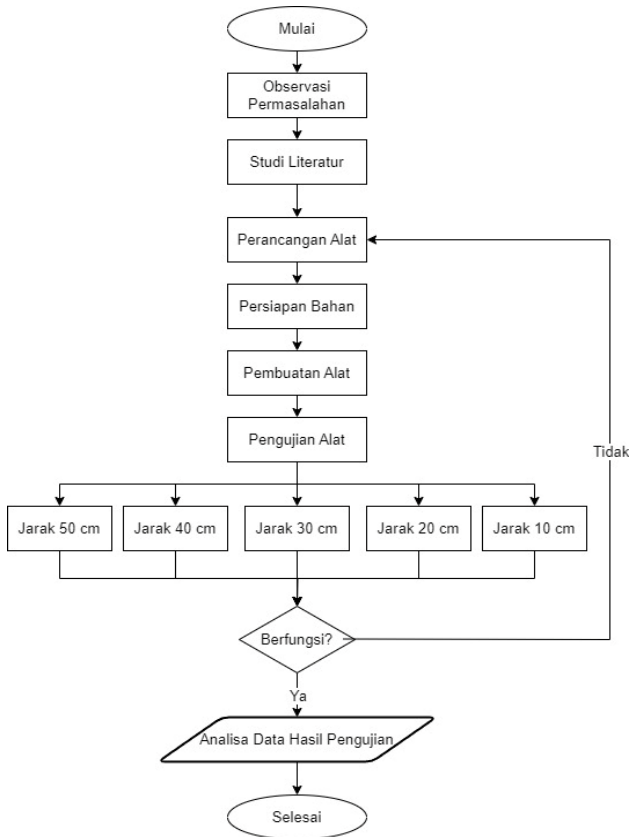 Mulai
Observasi
Permasalahan
Studi Literatur
Perancangan Alat
Persiapan Bahan
Pembuatan Alat
Pengujian Alat
Tidak
Jarak 50 cm
Jarak 40 cm
Jarak 30 cm
Jarak 20 cm
Jarak 10 cm
Berfungsi?
Ya
Analisa Data Hasil Pengujian
Selesai